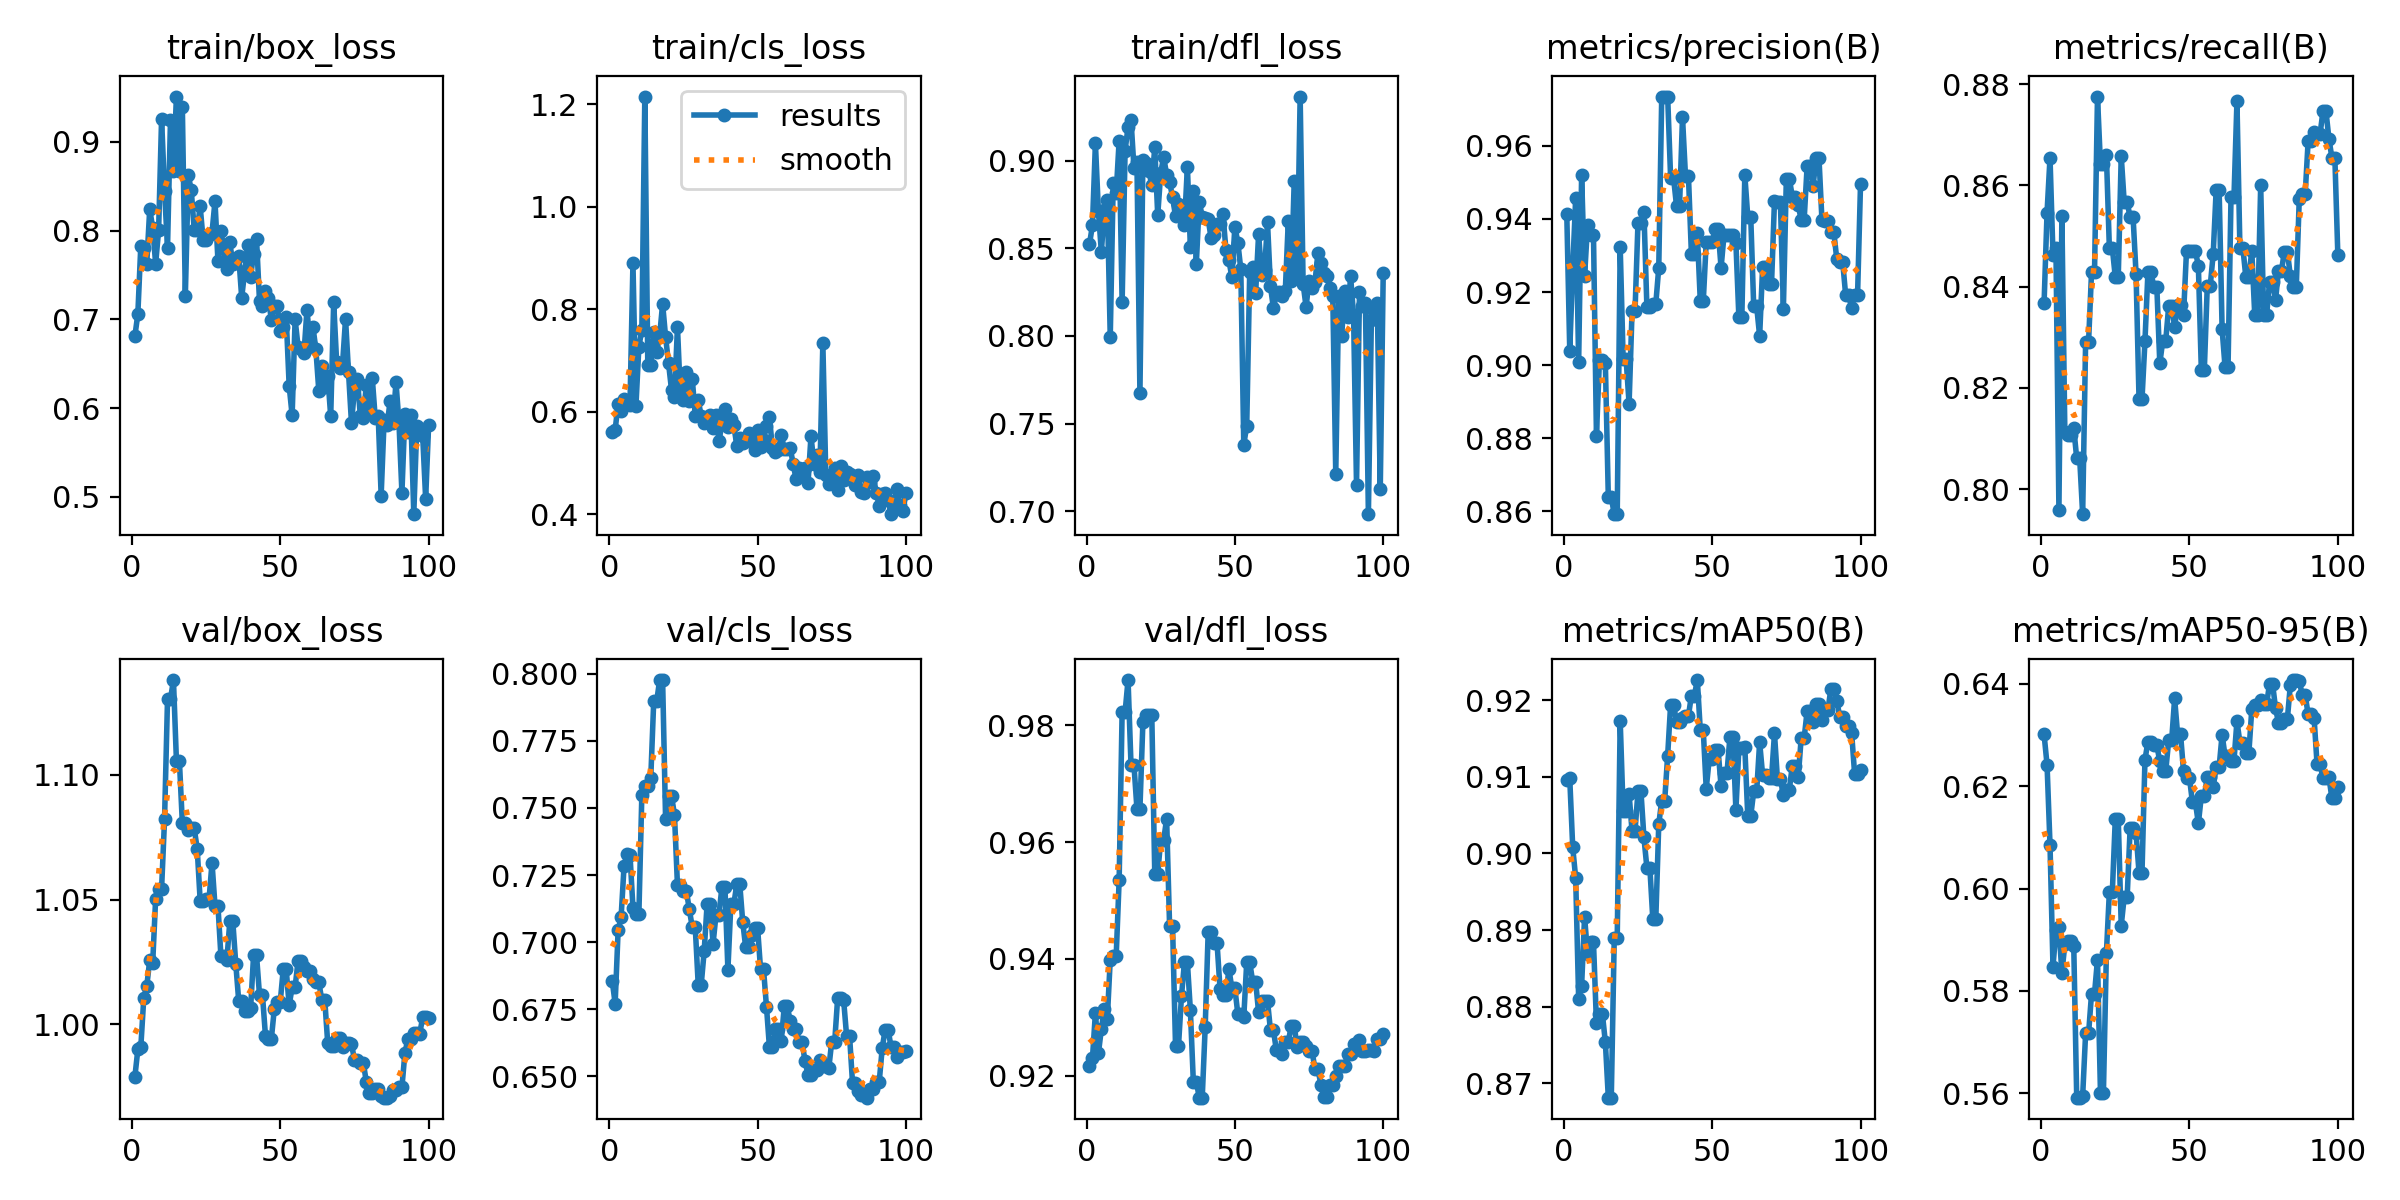 train/box_loss
0.9
0.8
0.7
0.6
0.5
0 50 100
train/cls_loss
results
smooth
1.2
1.0
0.8
0.6
0.4
0 50 100
train/dfl_loss
0.90
0.85
0.80
0.75
0.70
0 50 100
metrics/precision(B)
0.96
0.94
0.92
0.90
0.88
0.86
0 50 100
metrics/recall(B)
0.88
0.86
0.84
0.82
0.80
0 50 100
val/box_loss
1.10
1.05
1.00
0 50 100
val/cls_loss
0.800
0.775
0.750
0.725
0.700
0.675
0.650
0 50 100
val/dfl_loss
0.98
0.96
0.94
0.92
0 50 100
metrics/mAP50(B)
0.92
0.91
0.90
0.89
0.88
0.87
0 50 100
metrics/mAP50-95(B)
0.64
0.62
0.60
0.58
0.56
0 50 100